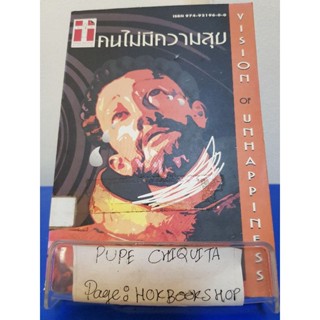 ISBN 974-93196-0-6
คนไม่มีความสุข
VISION OF UNHAPPINESS
PUPE CHIQUITA
Page: HOKBOOKSHOP